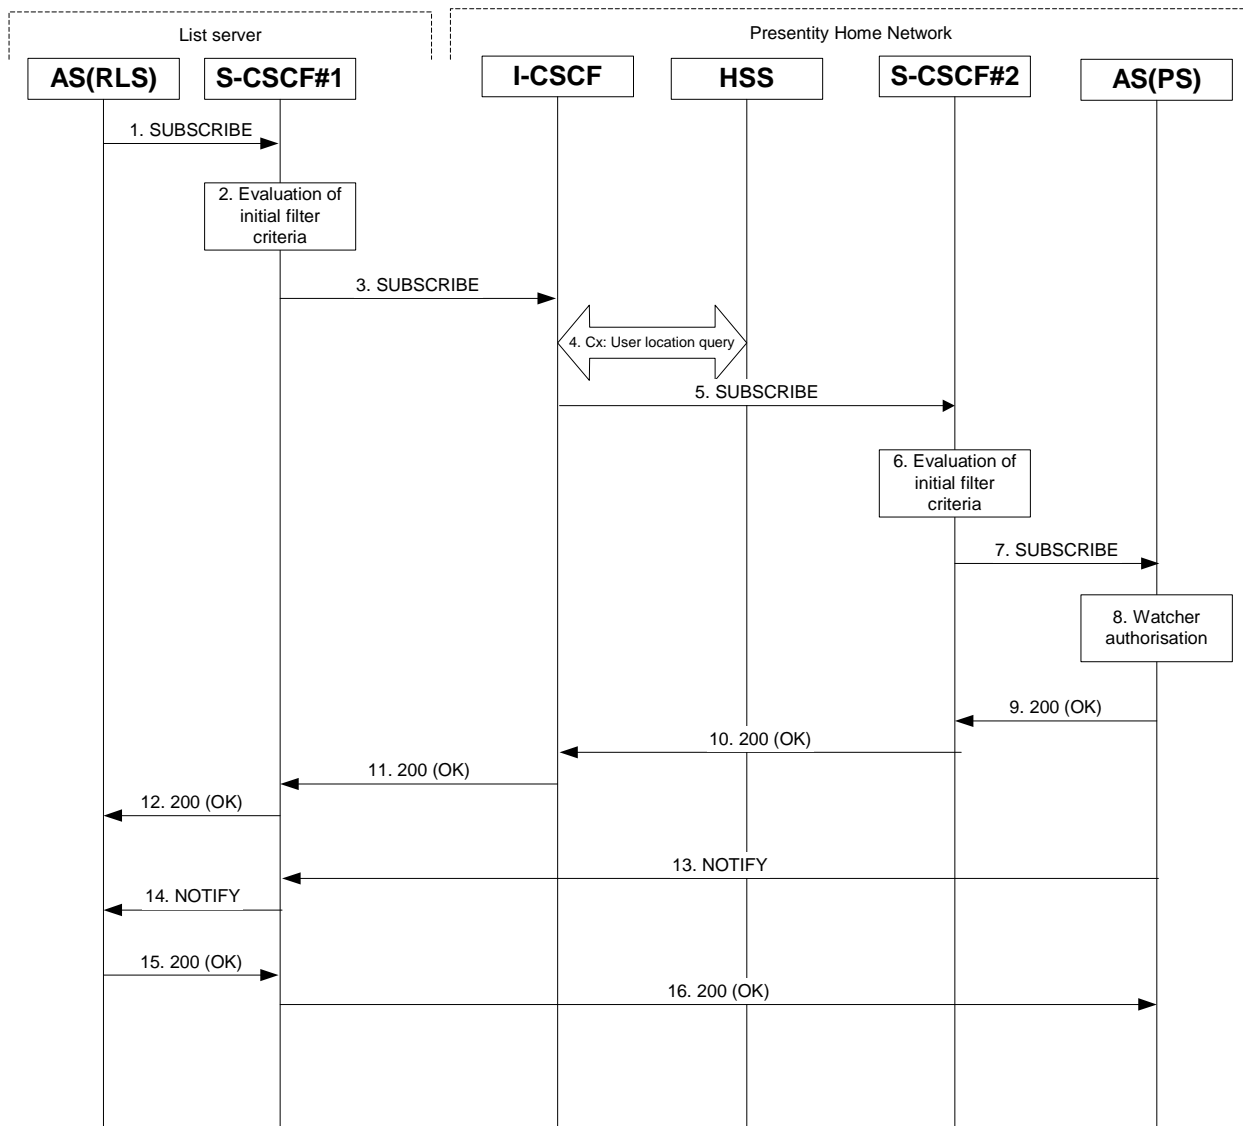 List server
Presentity Home Network
AS(RLS)
S-CSCF#1
I-CSCF
HSS
S-CSCF#2
AS(PS)
1. SUBSCRIBE
2. Evaluation of
initial filter
criteria
3. SUBSCRIBE
4. Cx: User location query
5. SUBSCRIBE
6. Evaluation of
initial filter
criteria
7. SUBSCRIBE
8. Watcher
authorisation
9. 200 (OK)
10. 200 (OK)
11. 200 (OK)
12. 200 (OK)
13. NOTIFY
14. NOTIFY
15. 200 (OK)
16. 200 (OK)